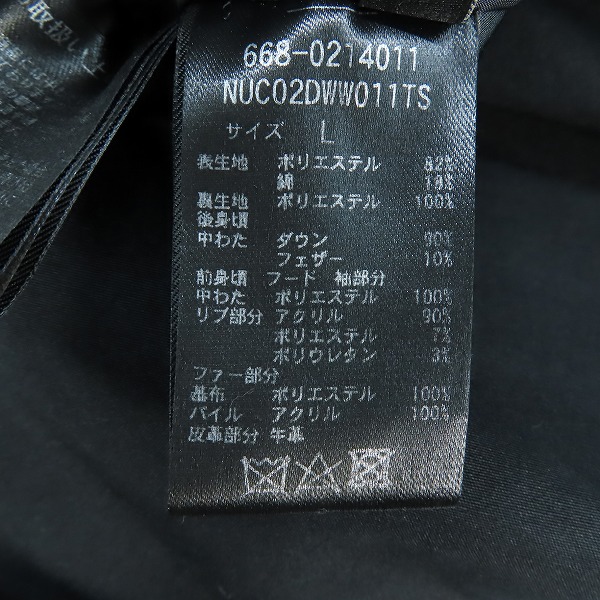 668-0214011
NUC02DWW011TS
サイズ L
表生地 ポリエステル 82%
綿 18%
裏生地 ポリエステル 100%
後身頃
中わた ダウン 90%
フェザー 10%
前身頃 フード 袖部分
中わた ポリエステル 100%
リブ部分 アクリル 90%
ポリエステル 7%
ポリウレタン 3%
ファー部分
基布 ポリエステル 100%
パイル アクリル 100%
皮革部分 牛革
の取扱い上